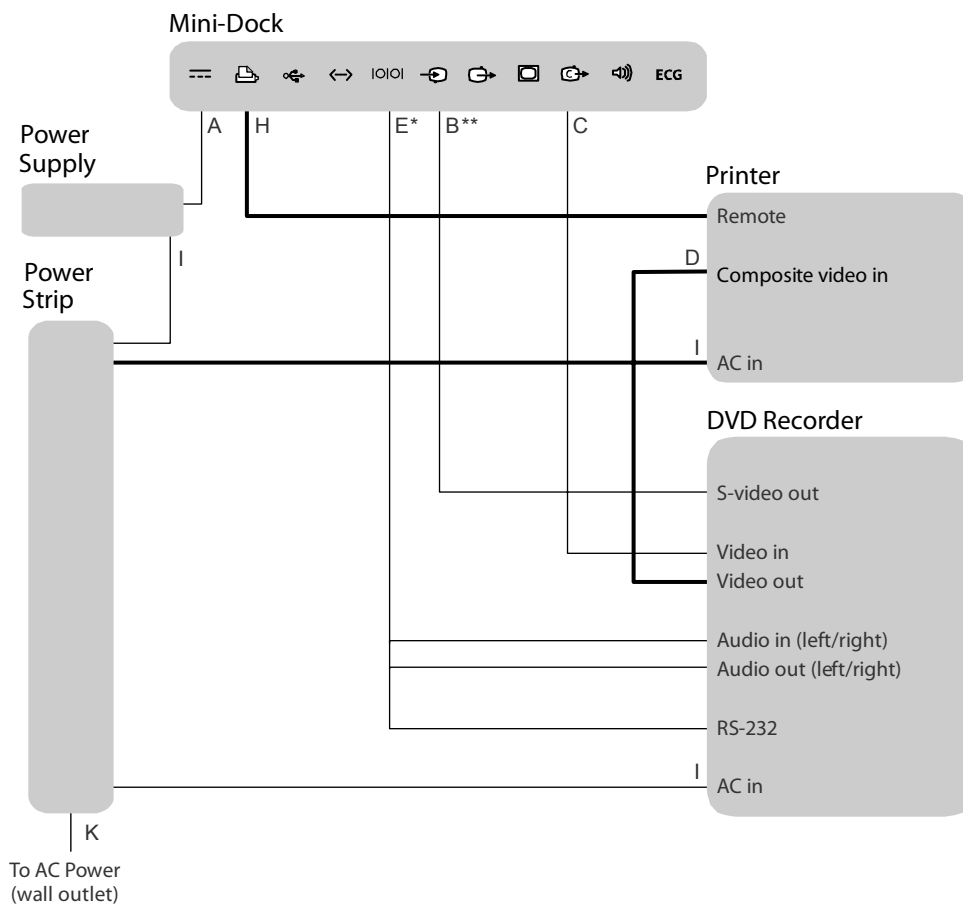 Mini-Dock
IOIOI
C
ECG
A
H
E*
B**
C
Power
Supply
I
Power
Strip
Printer
Remote
D
Composite video in
I
AC in
DVD Recorder
S-video out
Video in
Video out
Audio in (left/right)
Audio out (left/right)
RS-232
I
AC in
K
To AC Power
(wall outlet)